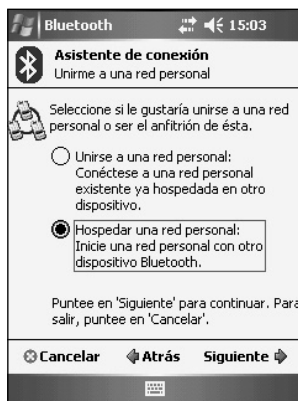 Bluetooth 15:03
Asistente de conexión
Unirme a una red personal
Seleccione si le gustaría unirse a una red
personal o ser el anfitrión de ésta.
Unirse a una red personal:
Conéctese a una red personal
existente ya hospedada en otro
dispositivo.
Hospedar una red personal:
Inicie una red personal con otro
dispositivo Bluetooth.
Puntee en 'Siguiente' para continuar. Para
salir, puntee en 'Cancelar'.
Cancelar Atrás Siguiente